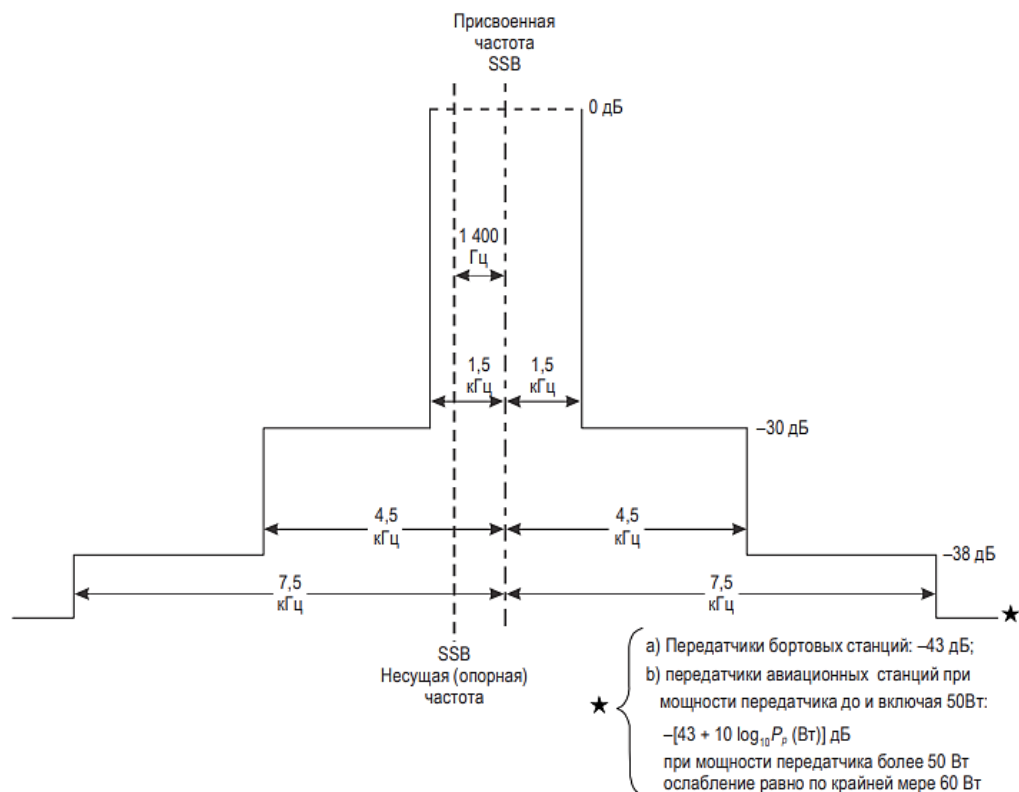 Присвоенная
частота
SSB
0 дБ
1 400
Гц
1,5
кГц
1,5
кГц
–30 дБ
4,5
кГц
4,5
кГц
–38 дБ
7,5
кГц
7,5
кГц
★
SSB
Несущая (опорная)
частота
★
a) Передатчики бортовых станций: –43 дБ;
b) передатчики авиационных станций при
мощности передатчика до и включая 50Вт:
–[43 + 10 log₁₀Pₚ (Вт)] дБ
при мощности передатчика более 50 Вт
ослабление равно по крайней мере 60 Вт